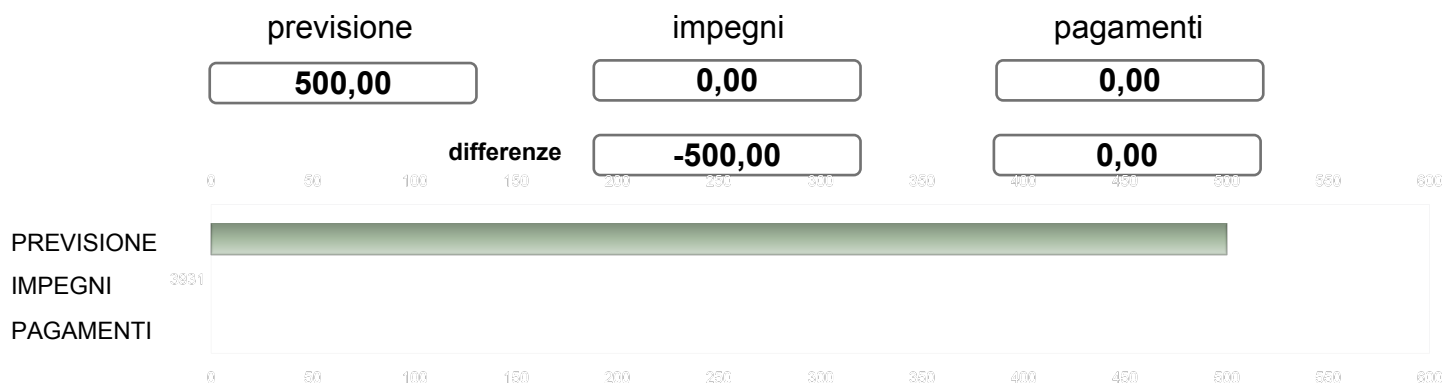 previsione impegni pagamenti
500,00 0,00 0,00
differenze -500,00 0,00
0 50 100 150 200 250 300 350 400 450 500 550 600
PREVISIONE
IMPEGNI 3931
PAGAMENTI
0 50 100 150 200 250 300 350 400 450 500 550 600